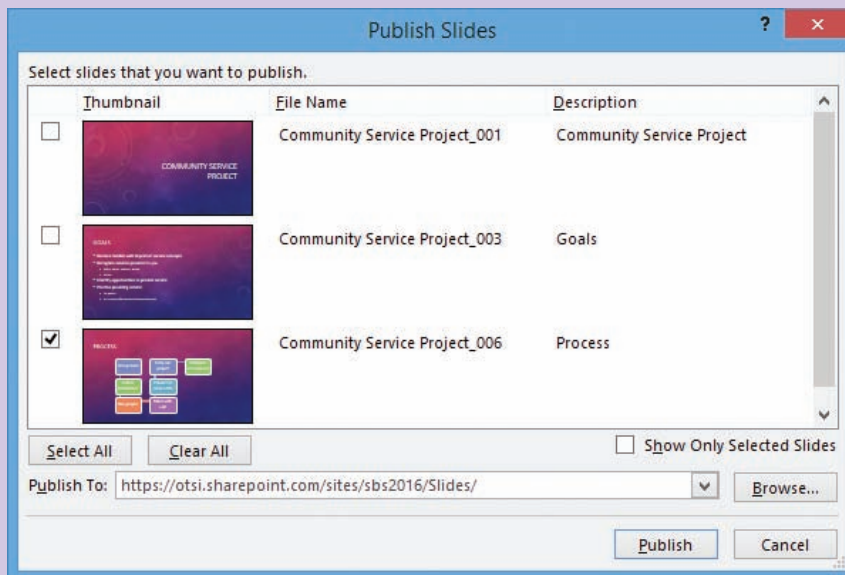 Publish Slides
?
Select slides that you want to publish.
Thumbnail File Name Description
COMMUNITY SERVICE
PROJECT
Community Service Project_001 Community Service Project
GOALS
Community Service Project_003 Goals
PROCESS
Community Service Project_006 Process
Select All Clear All Show Only Selected Slides
Publish To: https://otsi.sharepoint.com/sites/sbs2016/Slides/ Browse...
Publish Cancel